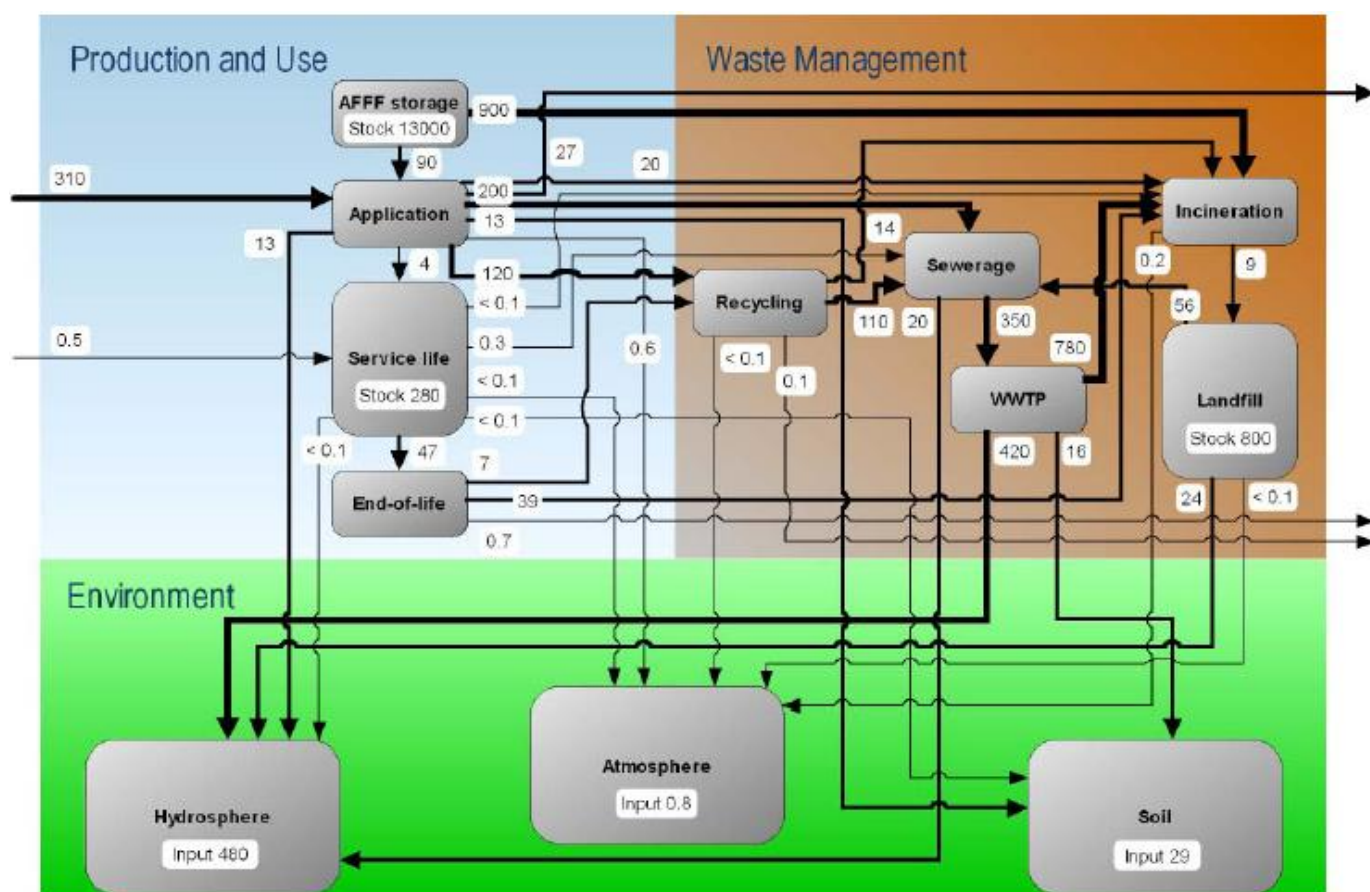 Production and Use
Waste Management
AFFF storage
Stock 13000
900
90
27
20
310
200
Application
13
Incineration
13
14
Sewerage
4
120
0.2
9
< 0.1
Recycling
56
110
20
350
0.5
0.3
0.6
< 0.1
780
Service life
0.1
Stock 280
< 0.1
WWTP
Landfill
< 0.1
Stock 800
< 0.1
47
7
420
16
End-of-life
39
24
< 0.1
0.7
Environment
Atmosphere
Input 0.8
Hydrosphere
Input 480
Soil
Input 29